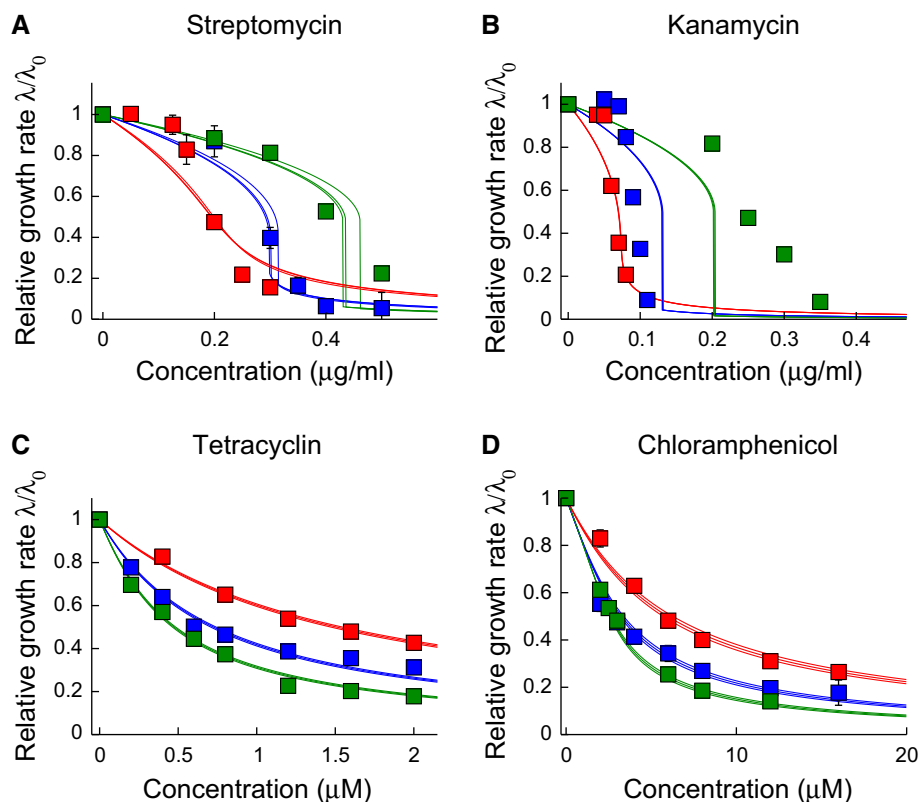 A Streptomycin
Relative growth rate λ/λ0
1
0.8
0.6
0.4
0.2
0
0 0.2 0.4
Concentration (μg/ml)
B Kanamycin
Relative growth rate λ/λ0
1
0.8
0.6
0.4
0.2
0
0 0.1 0.2 0.3 0.4
Concentration (μg/ml)
C Tetracyclin
Relative growth rate λ/λ0
1
0.8
0.6
0.4
0.2
0
0 0.5 1 1.5 2
Concentration (μM)
D Chloramphenicol
Relative growth rate λ/λ0
1
0.8
0.6
0.4
0.2
0
0 10 20
Concentration (μM)